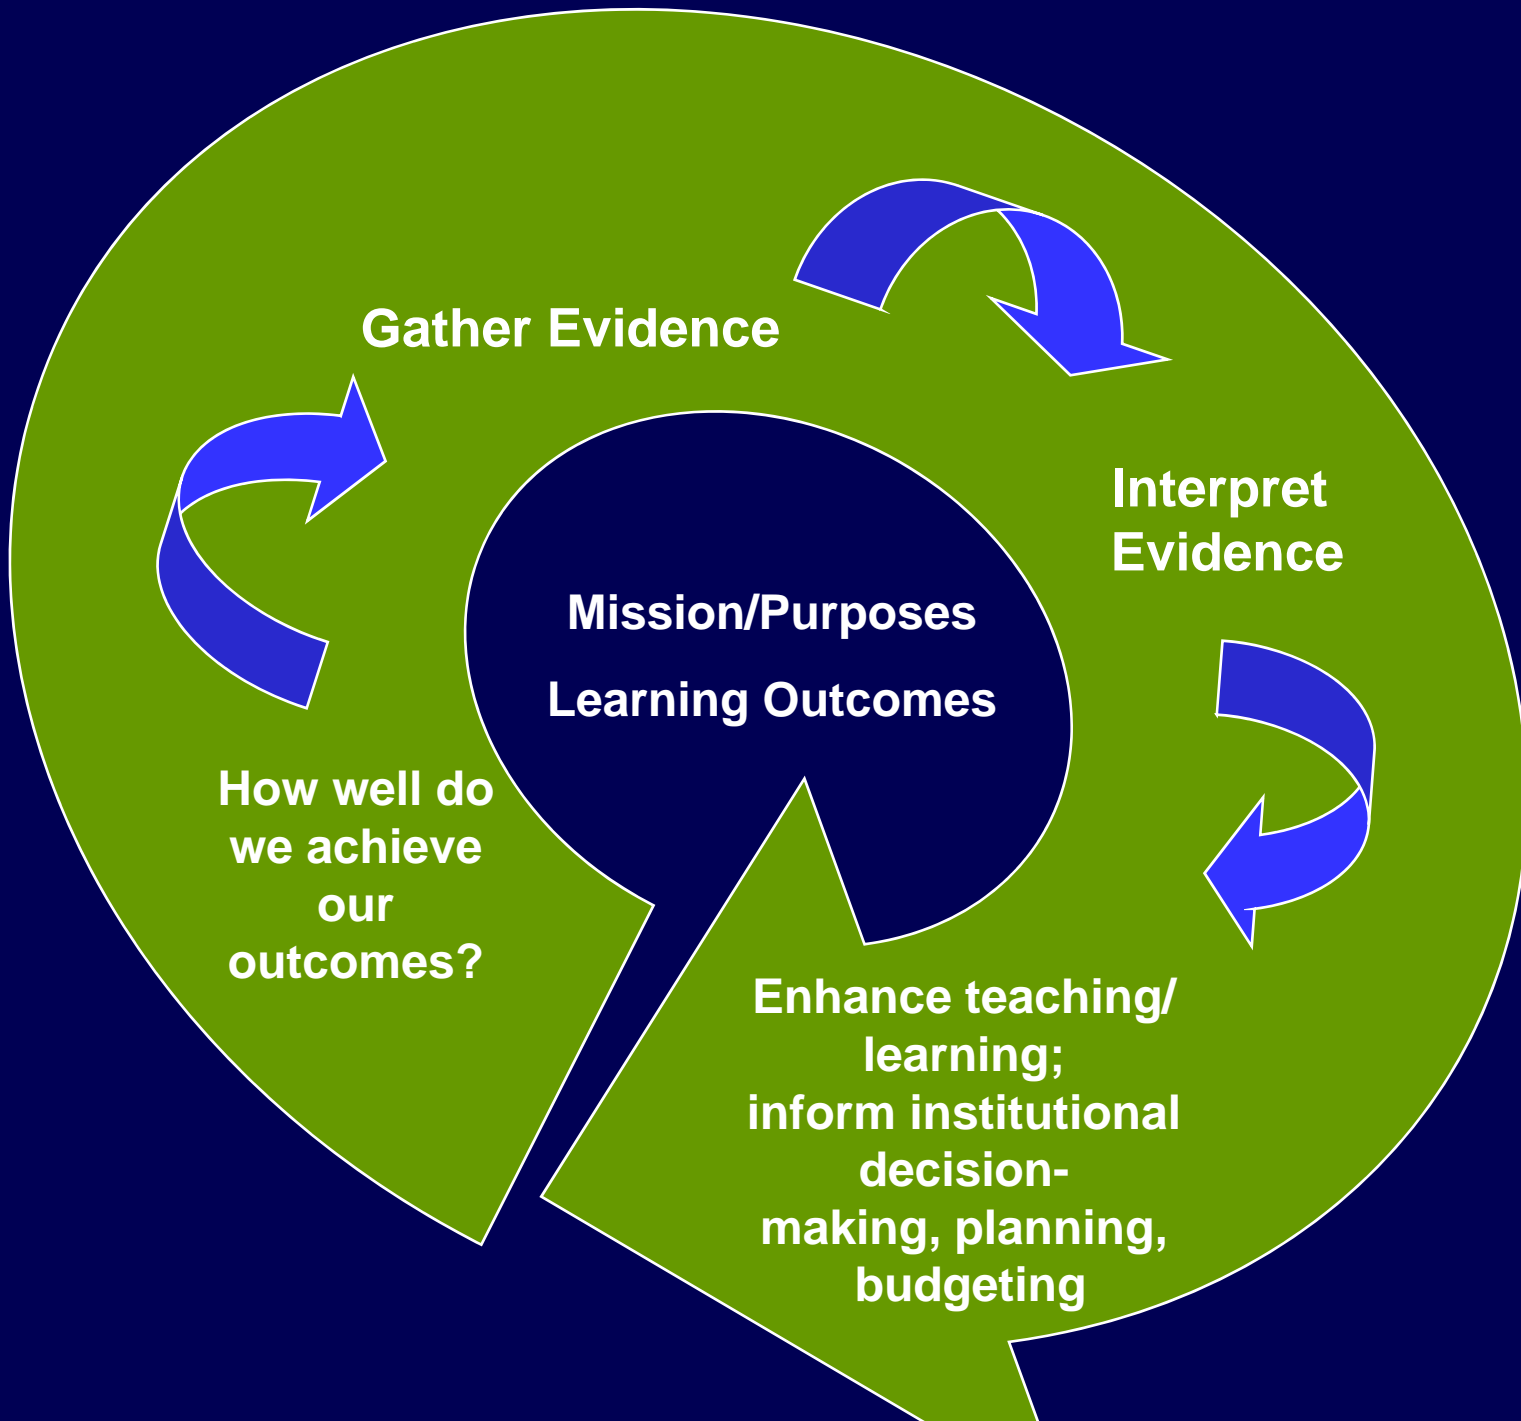 Gather Evidence
Interpret
Evidence
Mission/Purposes
Learning Outcomes
How well do
we achieve
our
outcomes?
Enhance teaching/
learning;
inform institutional
decision-
making, planning,
budgeting